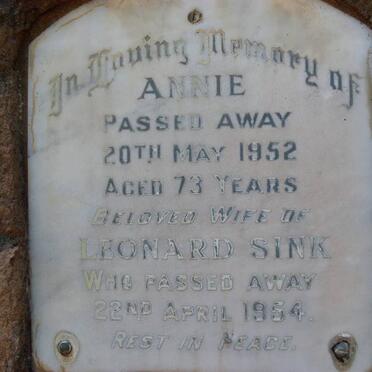 In Loving Memory of
ANNIE
PASSED AWAY
20TH MAY 1952
AGED 73 YEARS
BELOVED WIFE OF
LEONARD SINK
WHO PASSED AWAY
22ND APRIL 1954.
REST IN PEACE.